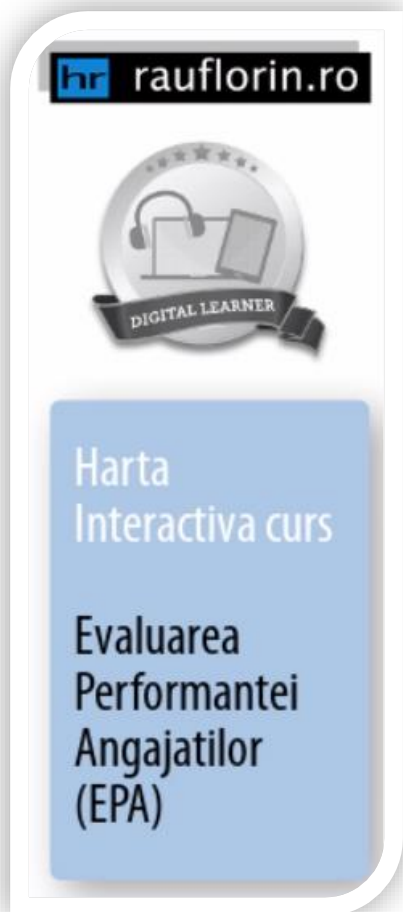 hr rauflorin.ro
DIGITAL LEARNER
Harta
Interactiva curs
Evaluarea
Performantei
Angajatilor
(EPA)